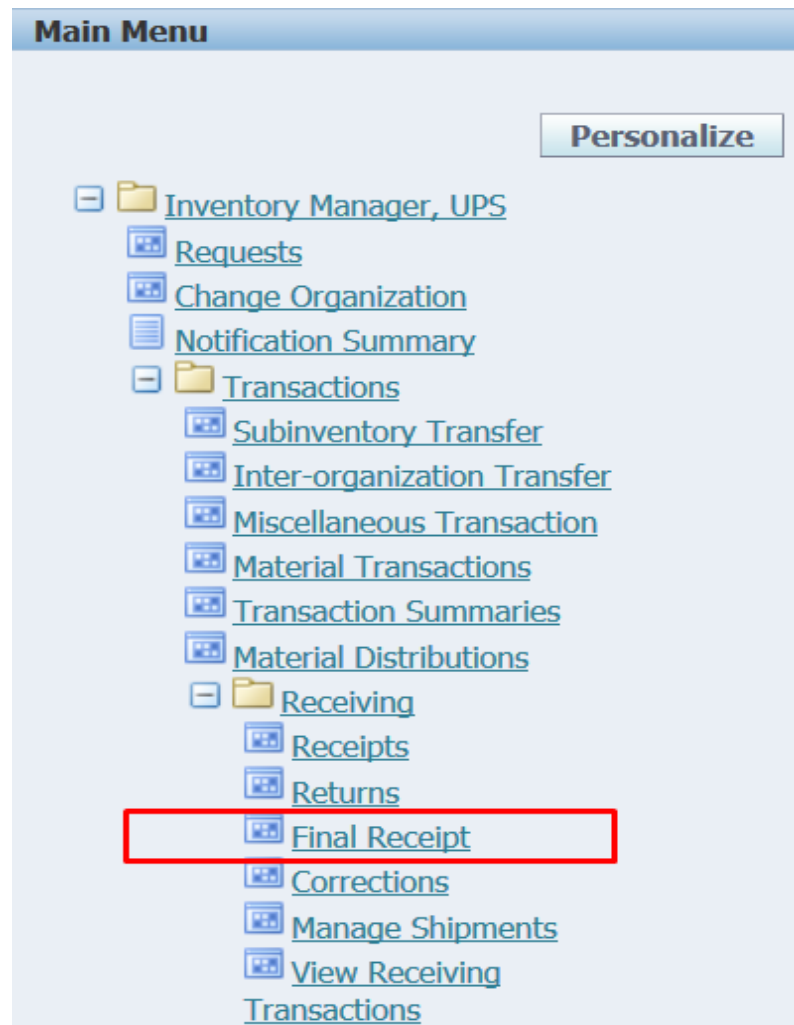 Main Menu
Personalize
Inventory Manager, UPS
Requests
Change Organization
Notification Summary
Transactions
Subinventory Transfer
Inter-organization Transfer
Miscellaneous Transaction
Material Transactions
Transaction Summaries
Material Distributions
Receiving
Receipts
Returns
Final Receipt
Corrections
Manage Shipments
View Receiving
Transactions